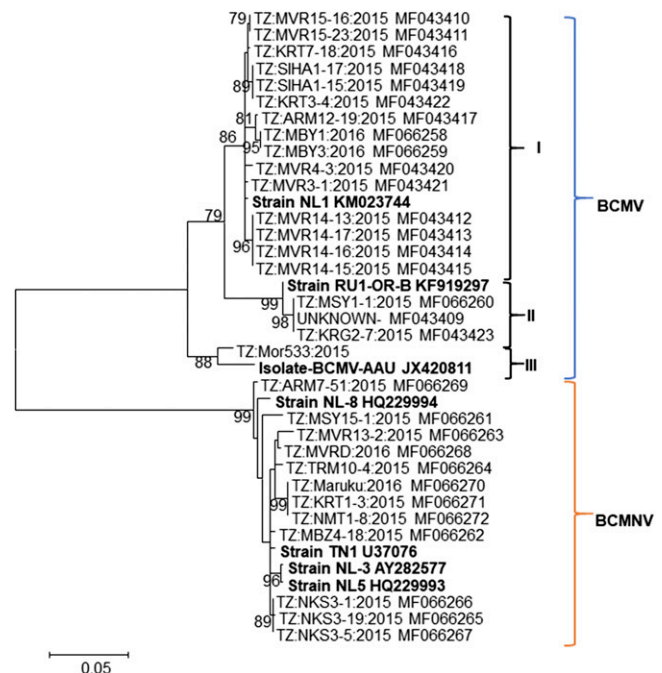 79
TZ:MVR15-16:2015 MF043410
TZ:MVR15-23:2015 MF043411
TZ:KRT7-18:2015 MF043416
TZ:SIHA1-17:2015 MF043418
89
TZ:SIHA1-15:2015 MF043419
TZ:KRT3-4:2015 MF043422
81
TZ:ARM12-19:2015 MF043417
86
TZ:MBY1:2016 MF066258
95
TZ:MBY3:2016 MF066259
I
TZ:MVR4-3:2015 MF043420
TZ:MVR3-1:2015 MF043421
Strain NL1 KM023744
BCMV
79
TZ:MVR14-13:2015 MF043412
TZ:MVR14-17:2015 MF043413
96
TZ:MVR14-16:2015 MF043414
TZ:MVR14-15:2015 MF043415
Strain RU1-OR-B KF919297
99
TZ:MSY1-1:2015 MF066260
98
UNKNOWN- MF043409
II
TZ:KRG2-7:2015 MF043423
TZ:Mor533:2015
88
III
Isolate-BCMV-AAU JX420811
TZ:ARM7-51:2015 MF066269
Strain NL-8 HQ229994
99
TZ:MSY15-1:2015 MF066261
TZ:MVR13-2:2015 MF066263
TZ:MVRD:2016 MF066268
TZ:TRM10-4:2015 MF066264
TZ:Maruku:2016 MF066270
99
TZ:KRT1-3:2015 MF066271
BCMNV
TZ:NMT1-8:2015 MF066272
TZ:MBZ4-18:2015 MF066262
Strain TN1 U37076
Strain NL-3 AY282577
96
Strain NL5 HQ229993
TZ:NKS3-1:2015 MF066266
89
TZ:NKS3-19:2015 MF066265
TZ:NKS3-5:2015 MF066267
0.05